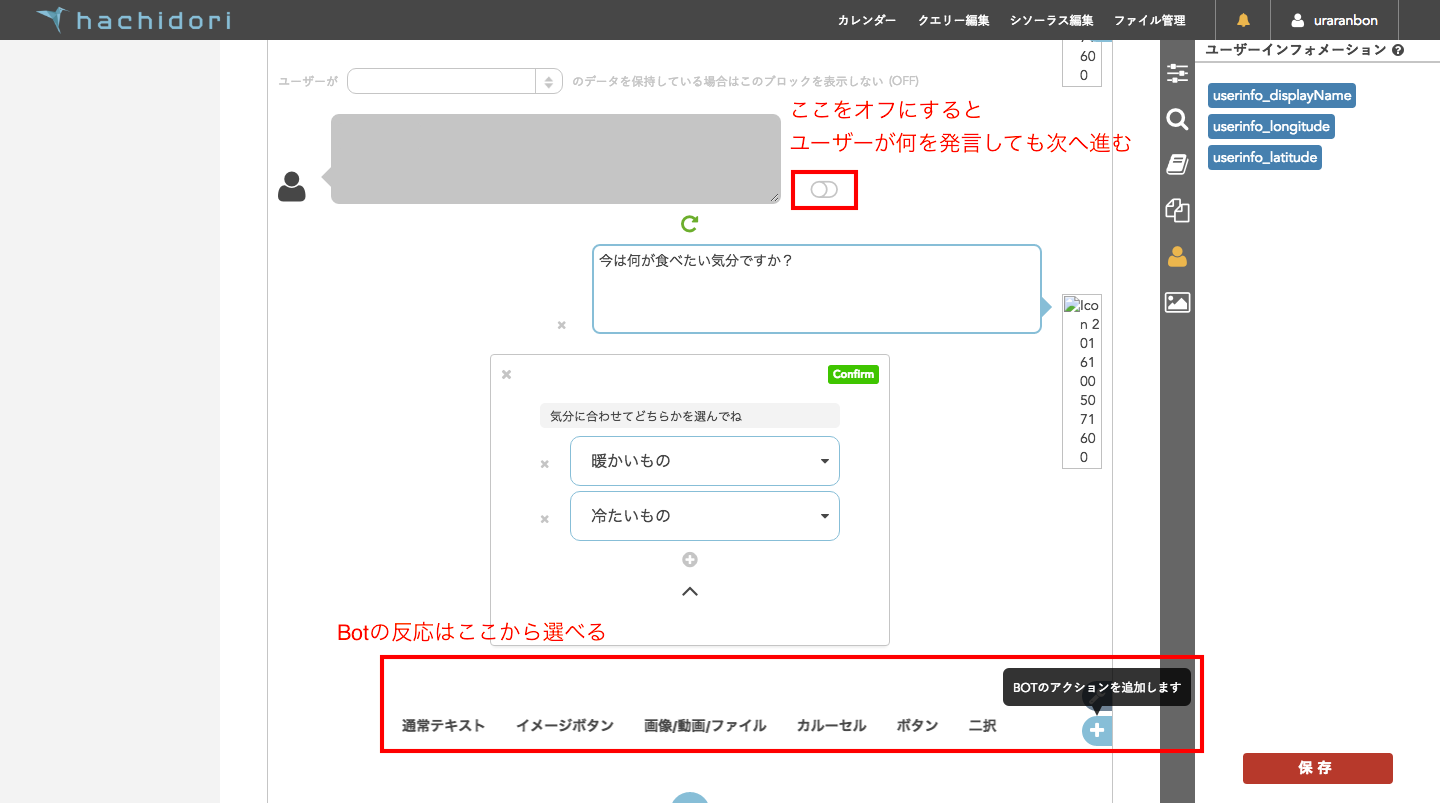 hachidori
カレンダー クエリー編集 シソーラス編集 ファイル管理 uraranbon
60
0
ユーザーインフォメーション
ユーザーが のデータを保持している場合はこのブロックを表示しない (OFF)
userinfo_displayName
userinfo_longitude
userinfo_latitude
ここをオフにすると
ユーザーが何を発言しても次へ進む
今は何が食べたい気分ですか？
Ico
n 2
01
61
00
50
71
60
0
Confirm
気分に合わせてどちらかを選んでね
暖かいもの
冷たいもの
Botの反応はここから選べる
BOTのアクションを追加します
通常テキスト イメージボタン 画像/動画/ファイル カルーセル ボタン 二択
保存